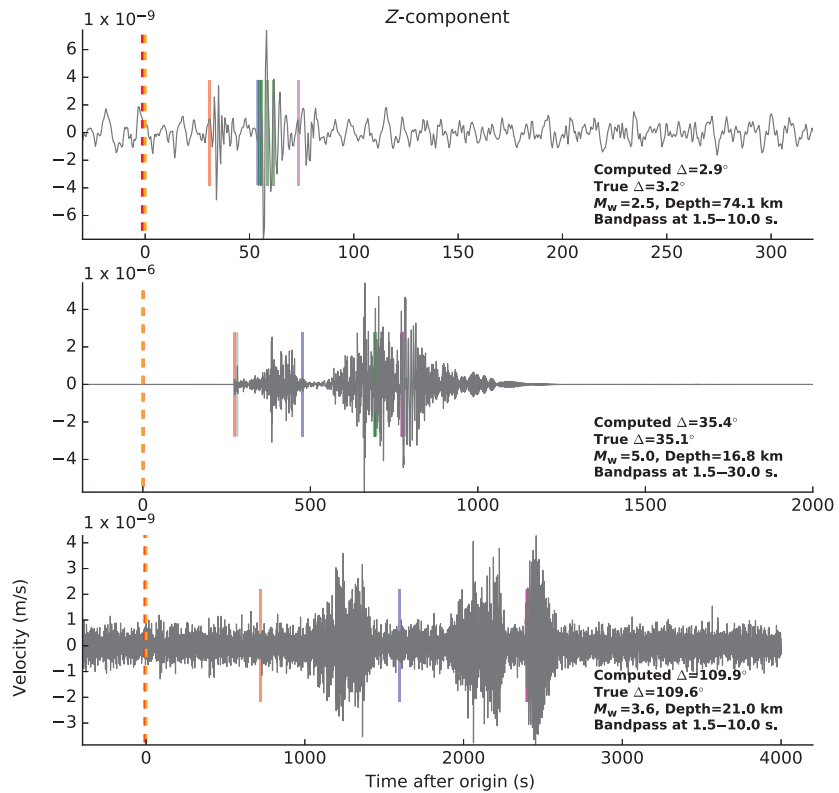 Z-component
1 x 10⁻⁹
6
4
2
0
−2
−4
−6
0
50
100
150
200
250
300
Computed Δ=2.9°
True Δ=3.2°
Mw=2.5, Depth=74.1 km
Bandpass at 1.5–10.0 s.
1 x 10⁻⁶
4
2
0
−2
−4
0
500
1000
1500
2000
Computed Δ=35.4°
True Δ=35.1°
Mw=5.0, Depth=16.8 km
Bandpass at 1.5–30.0 s.
1 x 10⁻⁹
4
3
2
1
0
−1
−2
−3
Velocity (m/s)
0
1000
2000
3000
4000
Computed Δ=109.9°
True Δ=109.6°
Mw=3.6, Depth=21.0 km
Bandpass at 1.5–10.0 s.
Time after origin (s)